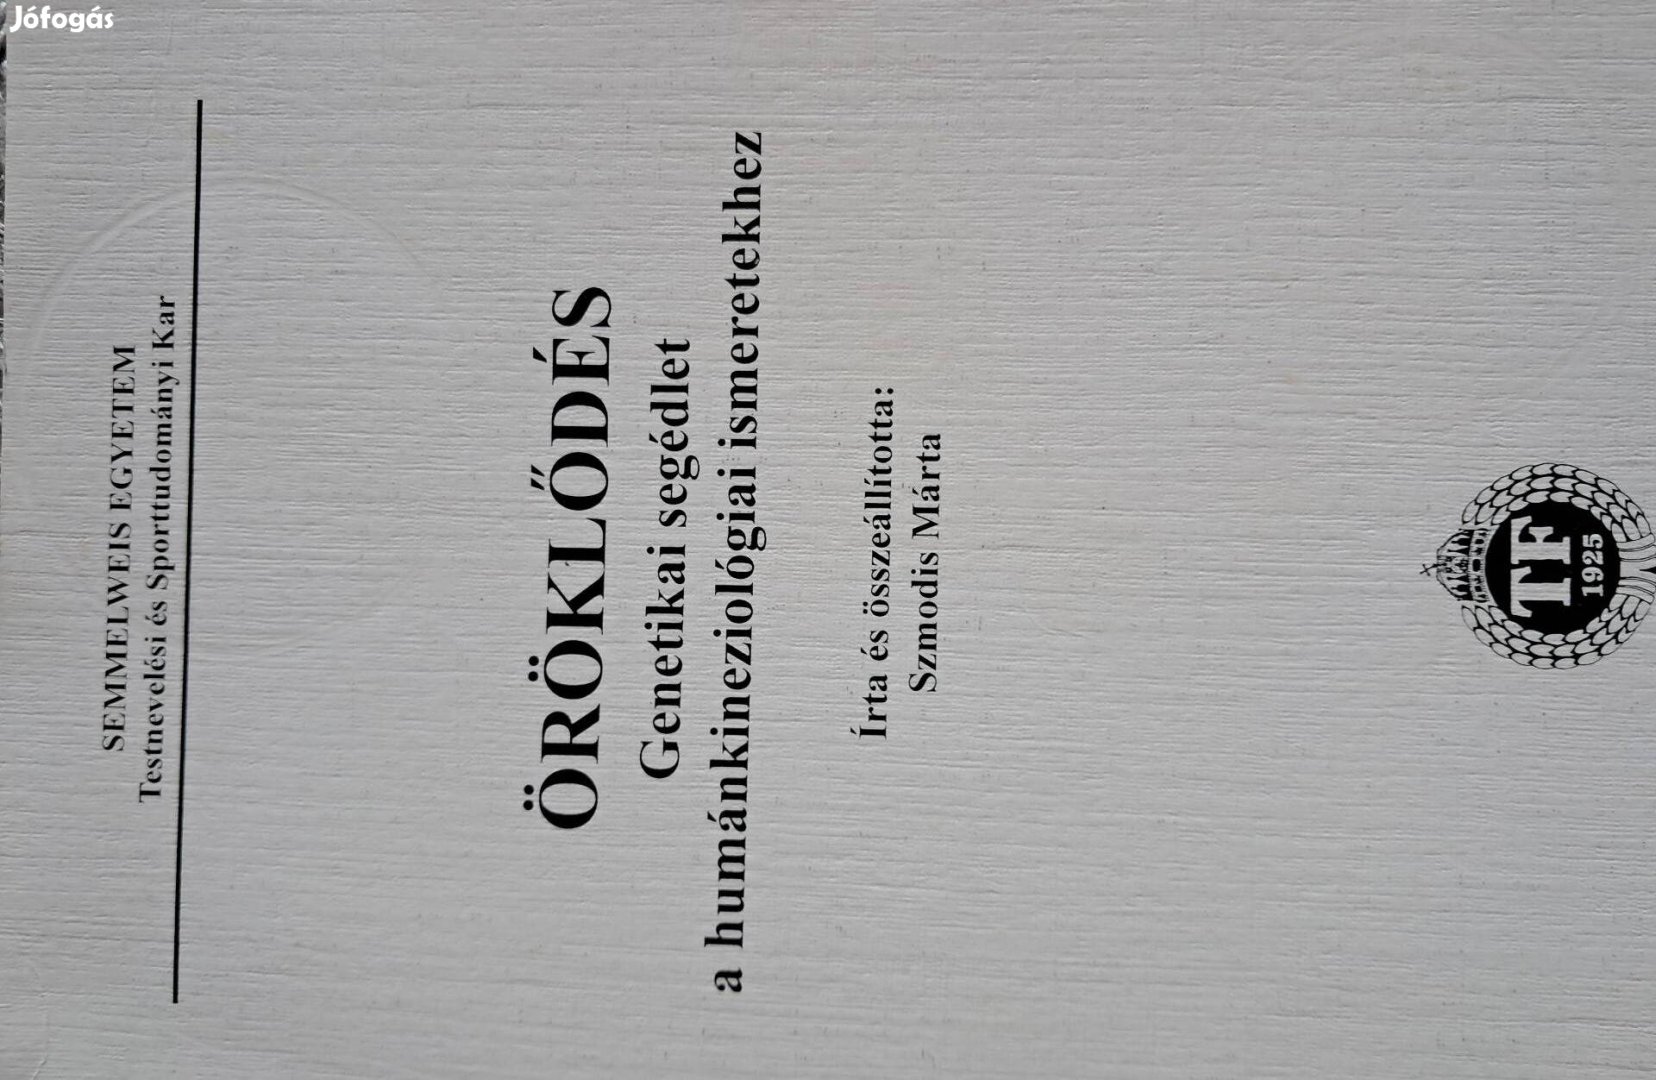 Jófogás
SEMMELWEIS EGYETEM
Testnevelési és Sporttudományi Kar
ÖRÖKLŐDÉS
Genetikai segédlet
a humánkineziológiai ismeretekhez
Írta és összeállította:
Szmodis Márta
TF
1925